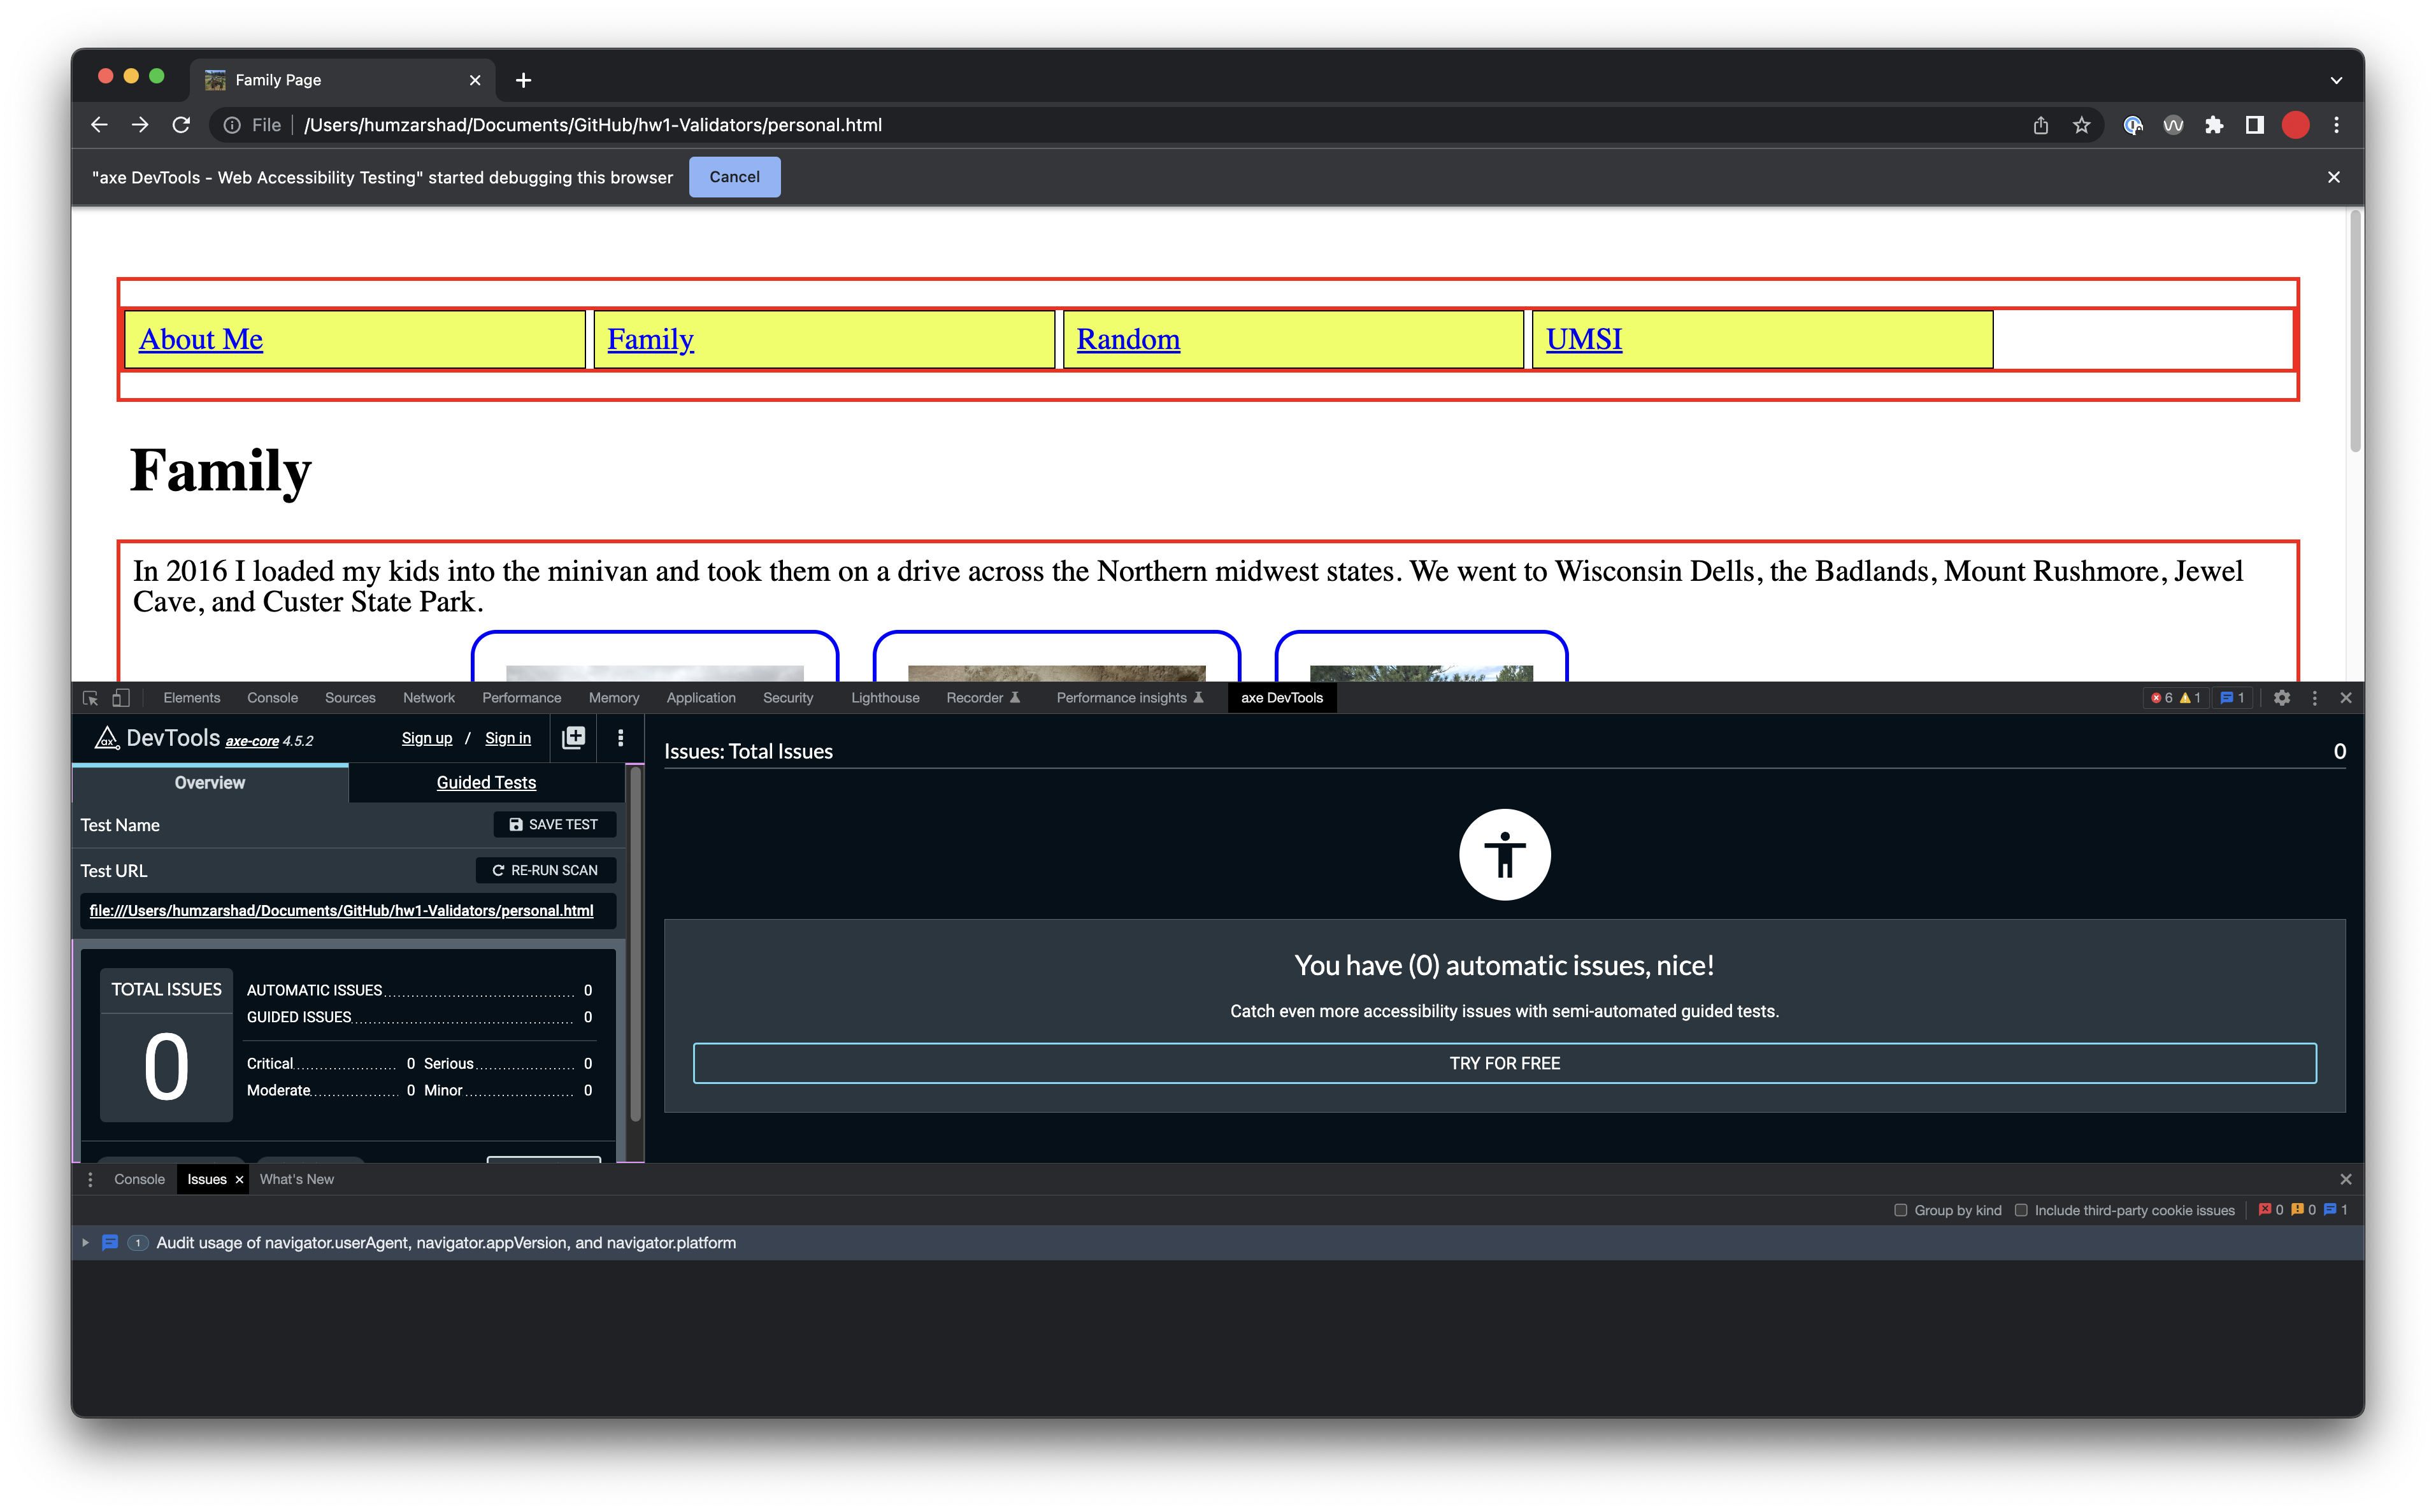 Family Page
File
/Users/humzarshad/Documents/GitHub/hw1-Validators/personal.html
"axe DevTools - Web Accessibility Testing" started debugging this browser
Cancel
About Me
Family
Random
UMSI
Family
In 2016 I loaded my kids into the minivan and took them on a drive across the Northern midwest states. We went to Wisconsin Dells, the Badlands, Mount Rushmore, Jewel
Cave, and Custer State Park.
Elements Console Sources Network Performance Memory Application Security Lighthouse Recorder Performance insights axe DevTools 6 1 1
ax DevTools axe-core 4.5.2 Sign up / Sign in
Overview Guided Tests
Test Name SAVE TEST
Test URL RE-RUN SCAN
file:///Users/humzarshad/Documents/GitHub/hw1-Validators/personal.html
TOTAL ISSUES
0
AUTOMATIC ISSUES 0
GUIDED ISSUES 0
Critical 0 Serious 0
Moderate 0 Minor 0
Issues: Total Issues 0
You have (0) automatic issues, nice!
Catch even more accessibility issues with semi-automated guided tests.
TRY FOR FREE
Console Issues What's New
Group by kind Include third-party cookie issues 0 0 1
1 Audit usage of navigator.userAgent, navigator.appVersion, and navigator.platform